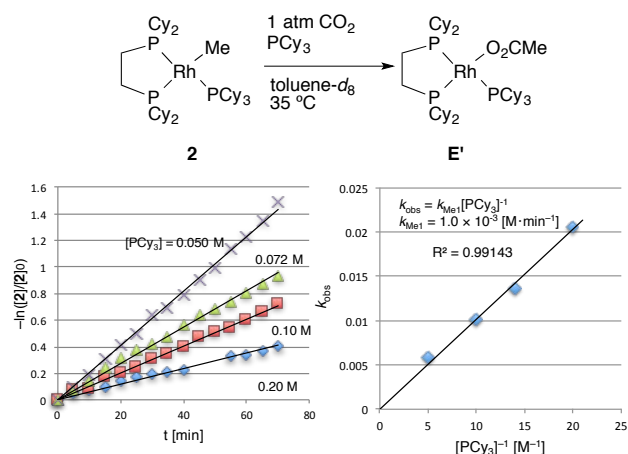 Cy2
P
Me
Rh
P
Cy2
PCy3
2
1 atm CO2
PCy3
toluene-d8
35 ºC
Cy2
P
O2CMe
Rh
P
Cy2
PCy3
E'
–ln([2]/[2]0)
1.6
1.4
1.2
1
0.8
0.6
0.4
0.2
0.0
[PCy3] = 0.050 M
0.072 M
0.10 M
0.20 M
0
20
40
60
80
t [min]
kobs
0.025
0.02
0.015
0.01
0.005
0
kobs = kMe1[PCy3]-1
kMe1 = 1.0 × 10-3 [M·min–1]
R² = 0.99143
0
5
10
15
20
25
[PCy3]–1 [M–1]